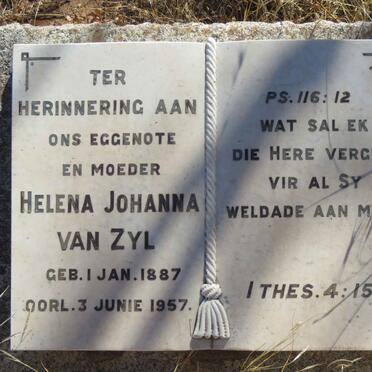 TER
HERINNERING AAN
ONS EGGENOTE
EN MOEDER
HELENA JOHANNA
VAN ZYL
GEB. 1 JAN. 1887
OORL. 3 JUNIE 1957.
PS. 116:12
WAT SAL EK
DIE HERE
VIR AL SY
WELDADE AAN
I THES. 4:15